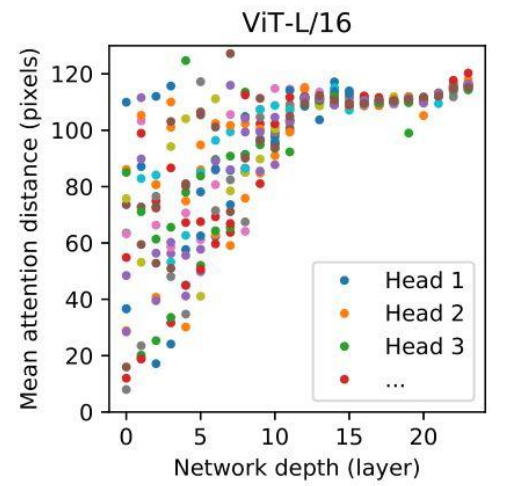 ViT-L/16
Mean attention distance (pixels)
120
100
80
60
40
20
0
Head 1
Head 2
Head 3
...
0 5 10 15 20
Network depth (layer)